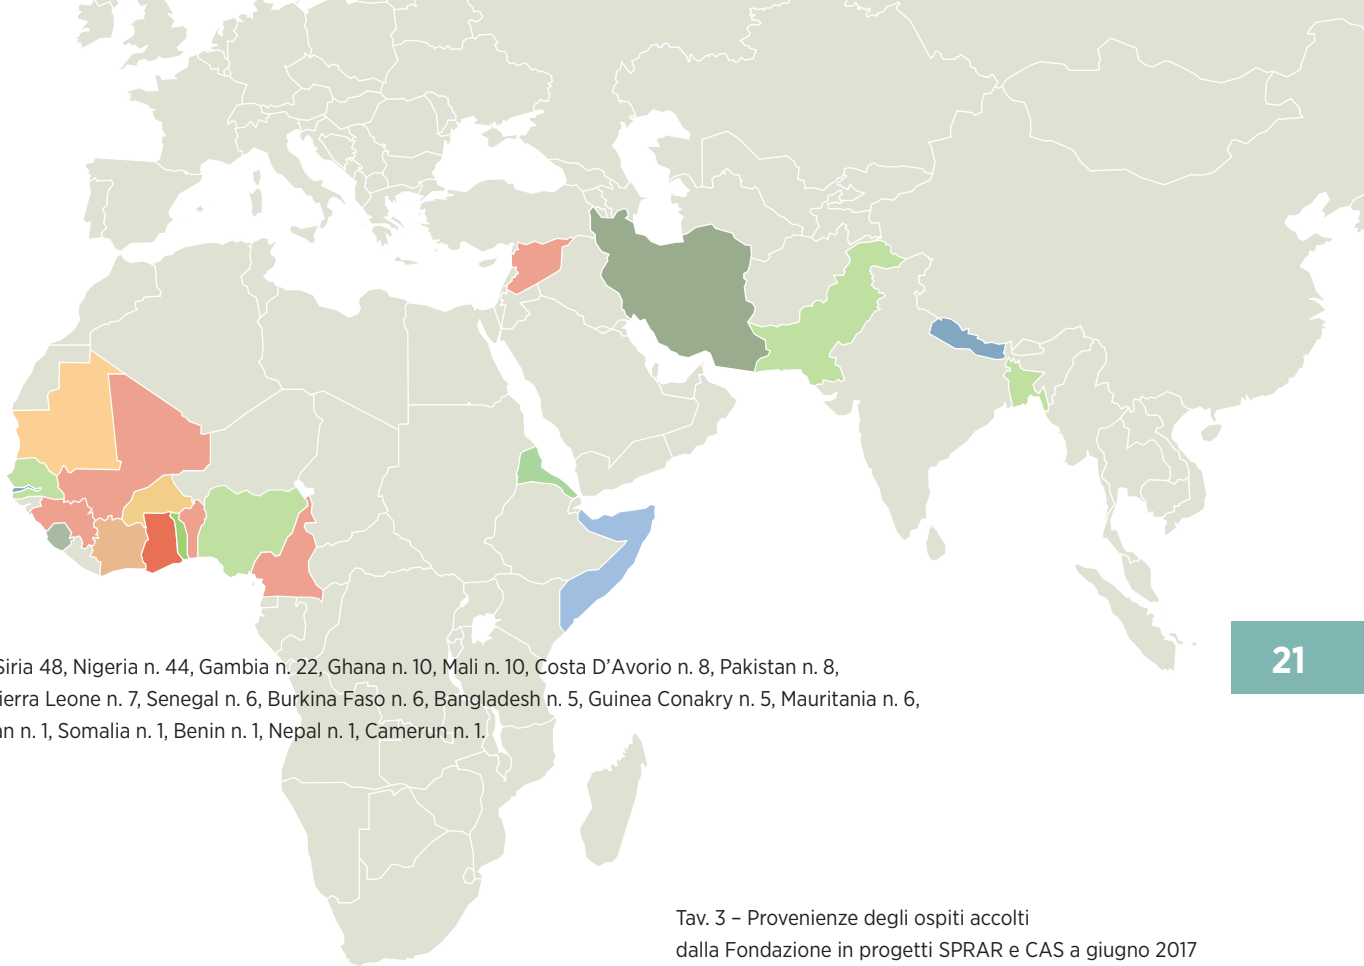 Siria 48, Nigeria n. 44, Gambia n. 22, Ghana n. 10, Mali n. 10, Costa D'Avorio n. 8, Pakistan n. 8,
ierra Leone n. 7, Senegal n. 6, Burkina Faso n. 6, Bangladesh n. 5, Guinea Conakry n. 5, Mauritania n. 6,
n n. 1, Somalia n. 1, Benin n. 1, Nepal n. 1, Camerun n. 1.
21
Tav. 3 – Provenienze degli ospiti accolti
dalla Fondazione in progetti SPRAR e CAS a giugno 2017